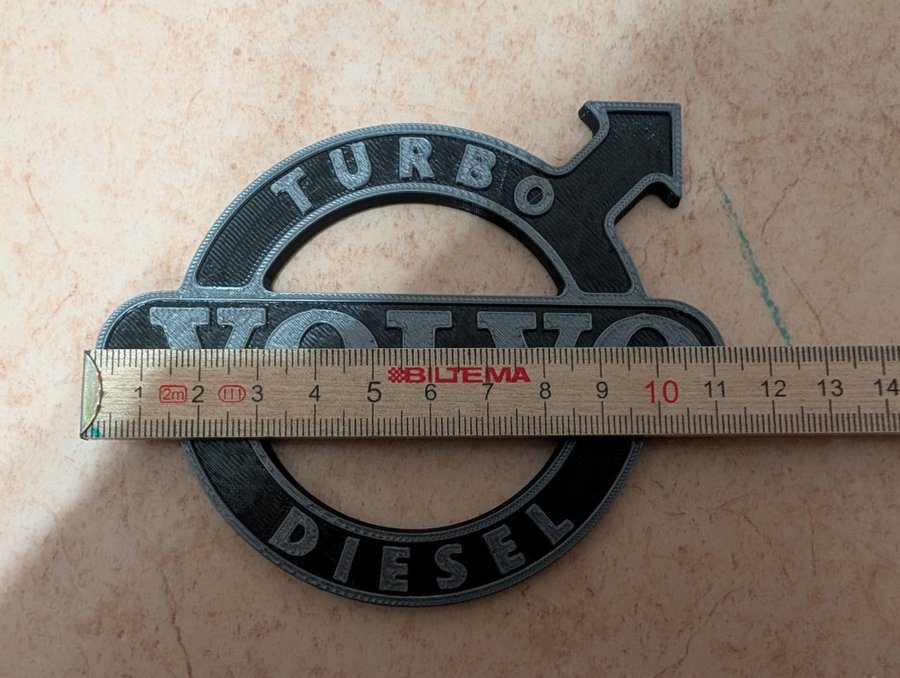 TURBO
VOLVO
BILTEMA
1 2m 2 3 4 5 6 7 8 9 10 11 12 13 14
DIESEL